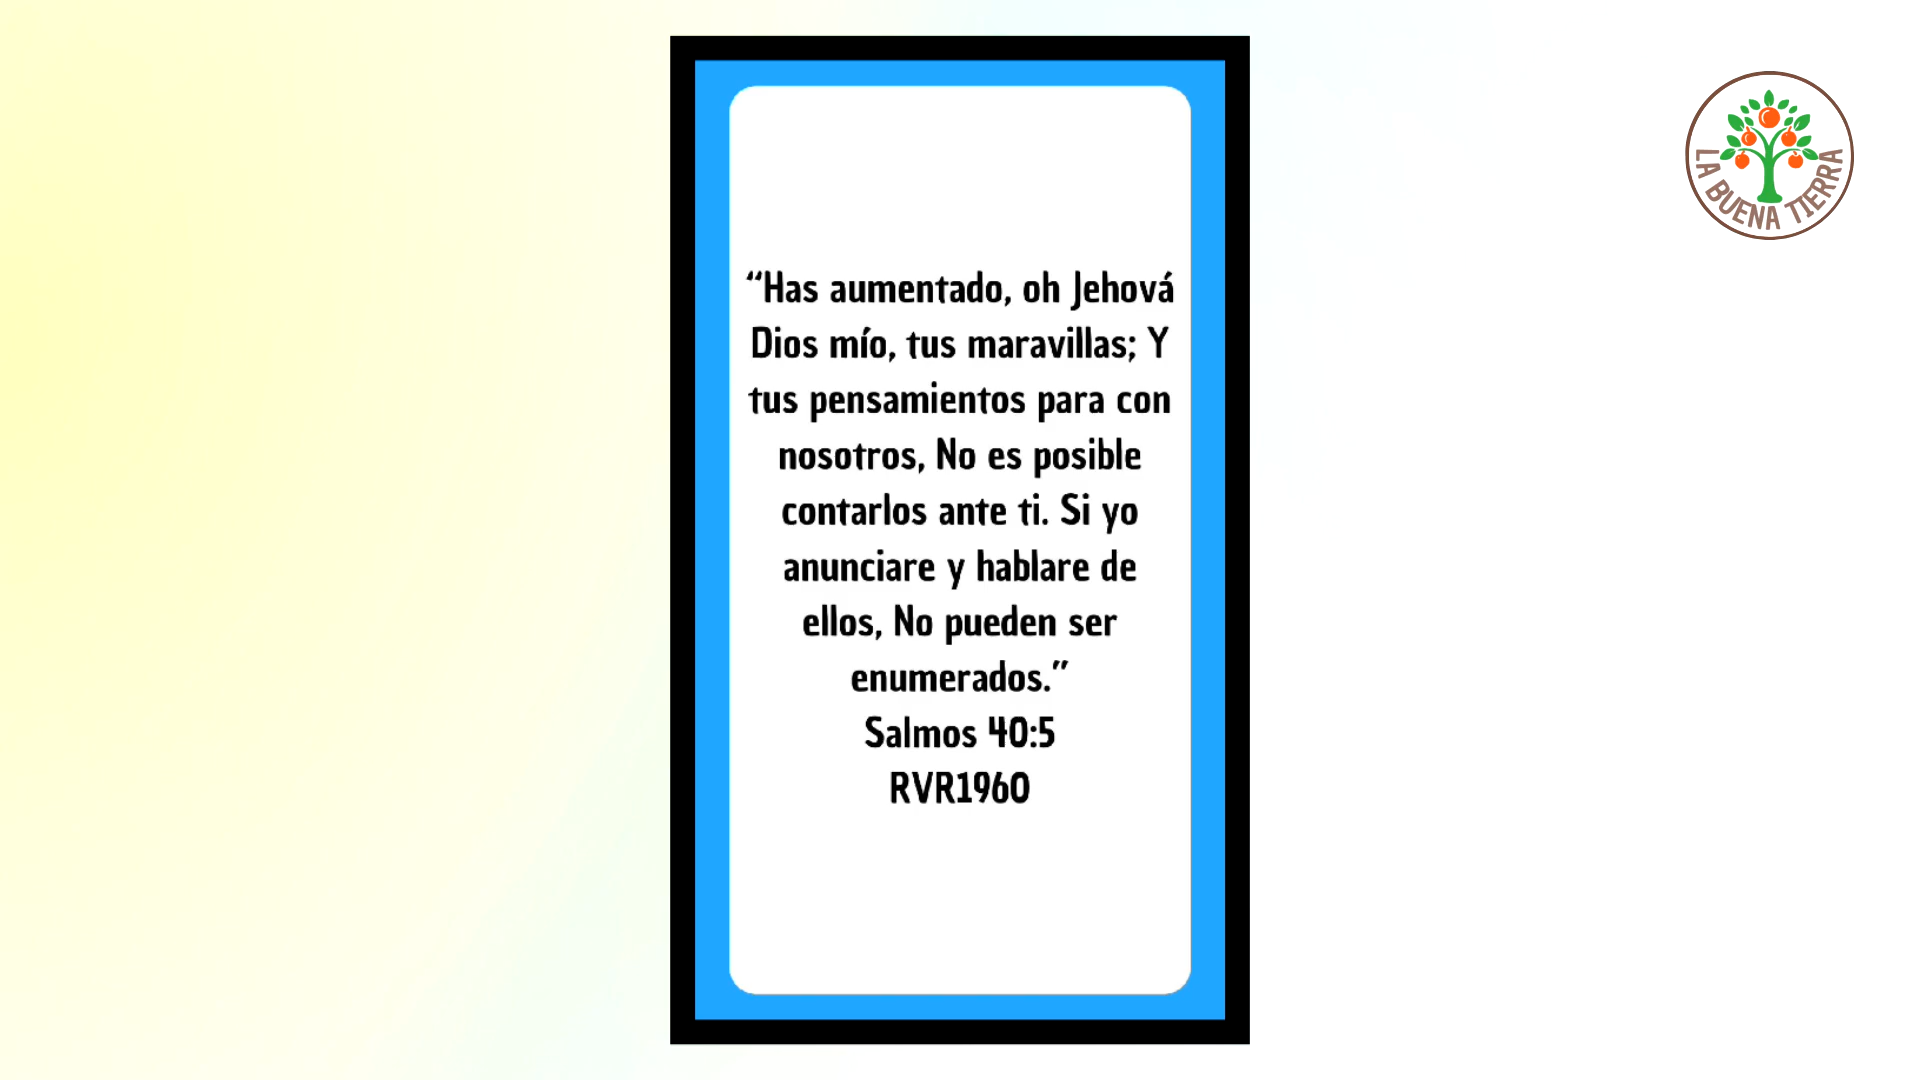 “Has aumentado, oh Jehová
Dios mío, tus maravillas; Y
tus pensamientos para con
nosotros, No es posible
contarlos ante ti. Si yo
anunciare y hablare de
ellos, No pueden ser
enumerados.”
Salmos 40:5
RVR1960
LA BUENA TIERRA